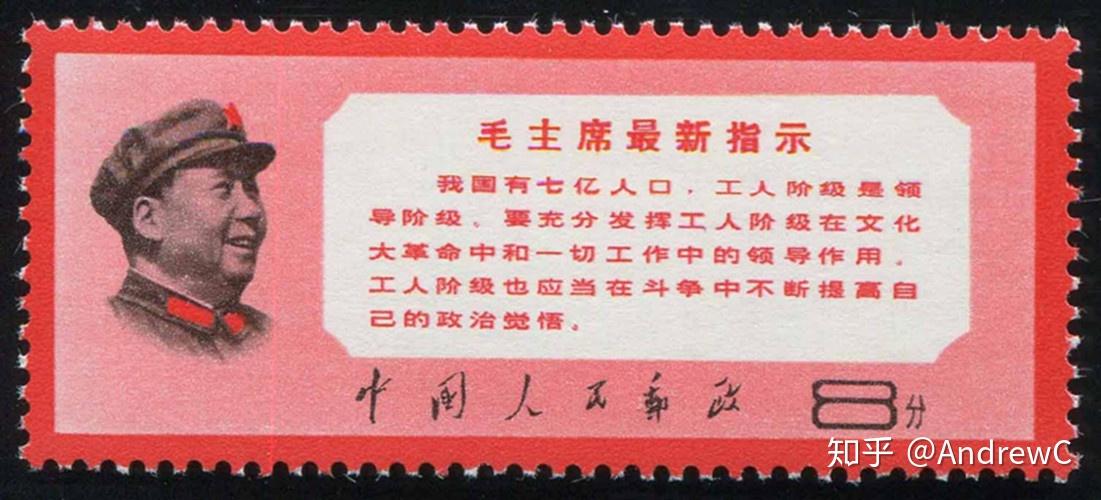 毛主席最新指示
我国有七亿人口，工人阶级是领
导阶级。要充分发挥工人阶级在文化
大革命中和一切工作中的领导作用。
工人阶级也应当在斗争中不断提高自
己的政治觉悟。
中国人民邮政 8分
知乎 @AndrewC